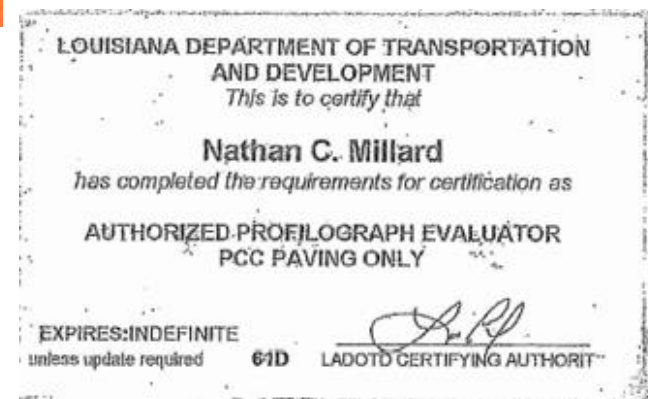 LOUISIANA DEPARTMENT OF TRANSPORTATION
AND DEVELOPMENT
This is to certify that
Nathan C. Millard
has completed the requirements for certification as
AUTHORIZED PROFILOGRAPH EVALUATOR
PCC PAVING ONLY
EXPIRES:INDEFINITE
unless update required 61D LADOTD CERTIFYING AUTHORIT